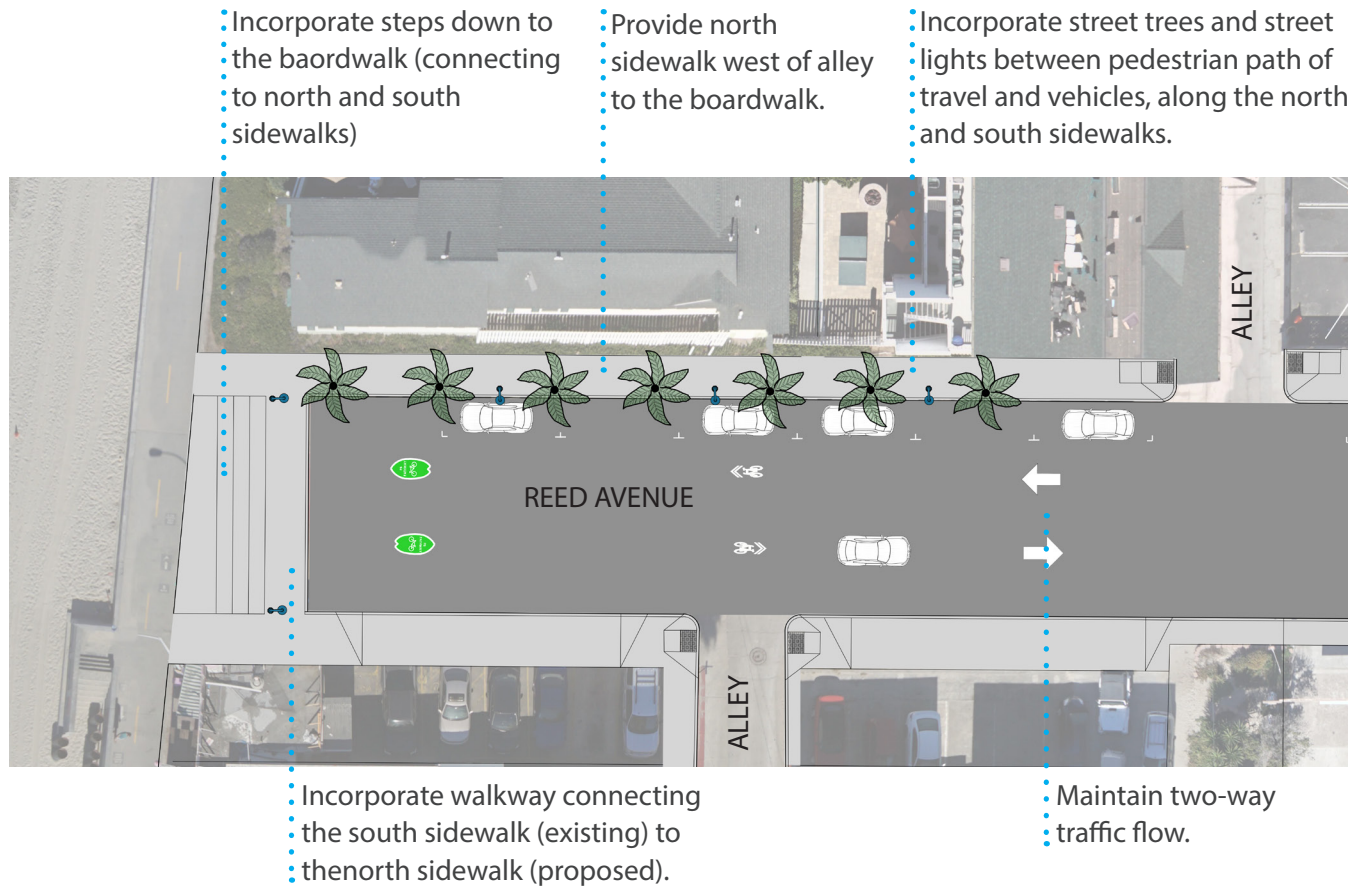 Incorporate steps down to
the baordwalk (connecting
to north and south
sidewalks)
Provide north
sidewalk west of alley
to the boardwalk.
Incorporate street trees and street
lights between pedestrian path of
travel and vehicles, along the north
and south sidewalks.
ALLEY
REED AVENUE
ALLEY
Incorporate walkway connecting
the south sidewalk (existing) to
thenorth sidewalk (proposed).
Maintain two-way
traffic flow.